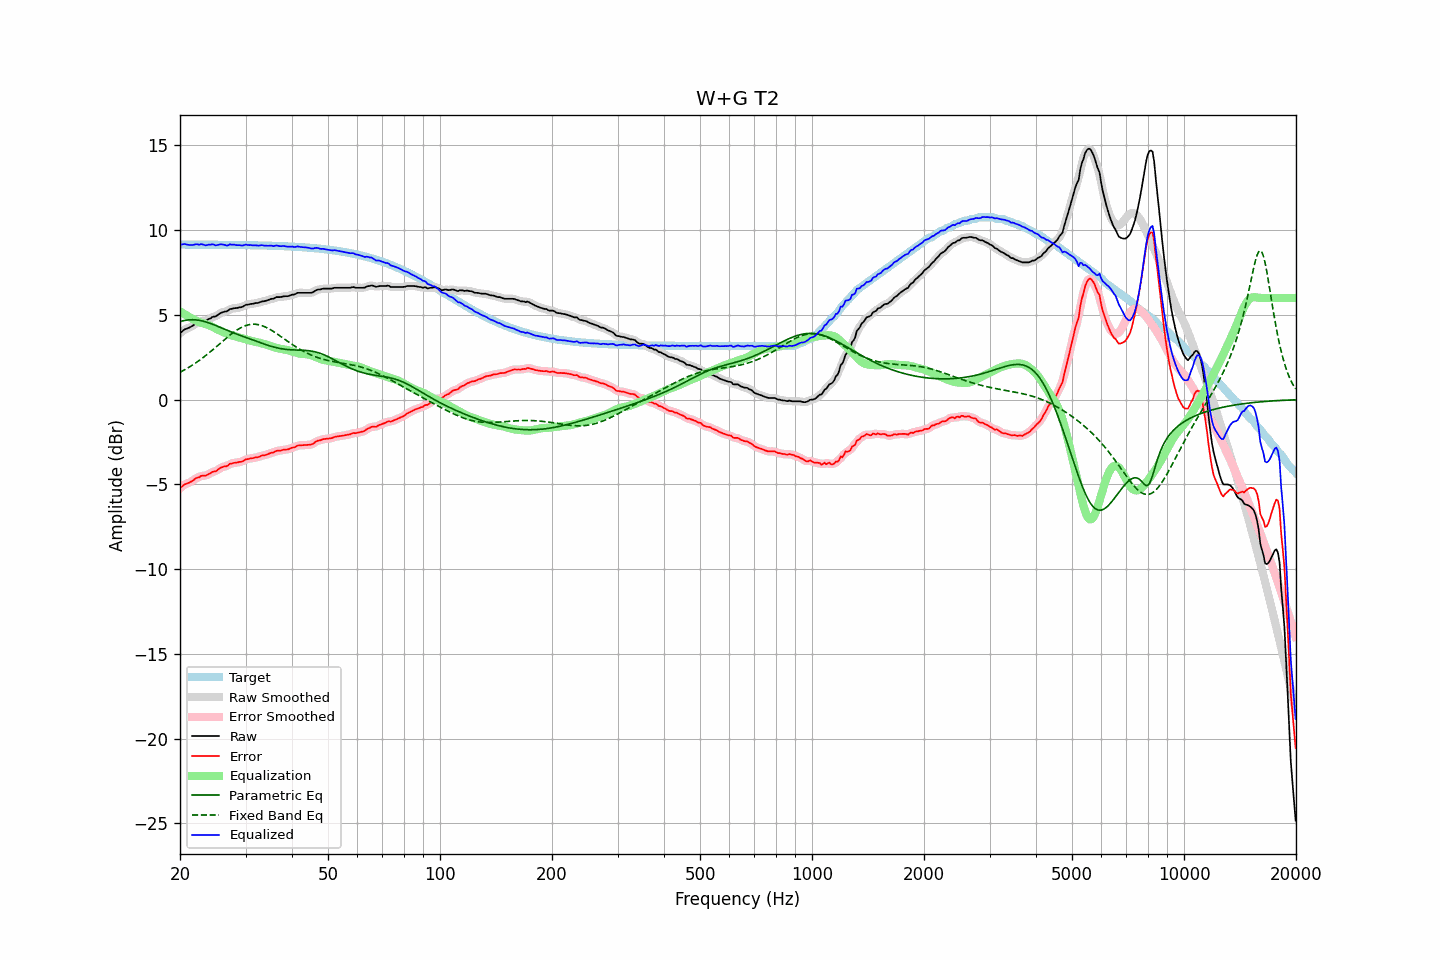 W+G T2
15
10
5
0
−5
−10
−15
−20
−25
Amplitude (dBr)
Target
Raw Smoothed
Error Smoothed
Raw
Error
Equalization
Parametric Eq
Fixed Band Eq
Equalized
20 50 100 200 500 1000 2000 5000 10000 20000
Frequency (Hz)